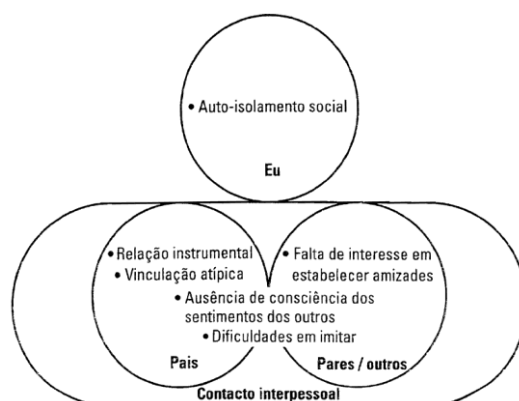 • Auto-isolamento social
Eu
• Relação instrumental
• Vinculação atípica
• Falta de interesse em
estabelecer amizades
• Ausência de consciência dos
sentimentos dos outros
• Dificuldades em imitar
Pais
Pares / outros
Contacto interpessoal